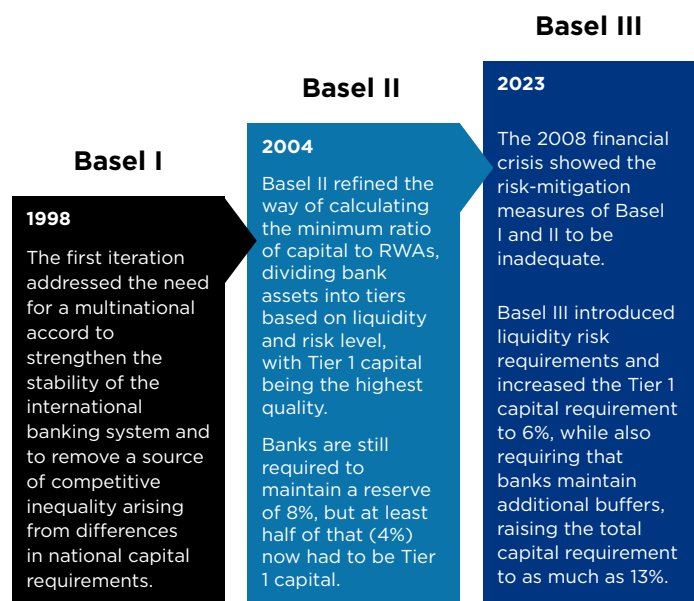 Basel I
1998
The first iteration
addressed the need
for a multinational
accord to
strengthen the
stability of the
international
banking system and
to remove a source
of competitive
inequality arising
from differences
in national capital
requirements.
Basel II
2004
Basel II refined the
way of calculating
the minimum ratio
of capital to RWAs,
dividing bank
assets into tiers
based on liquidity
and risk level,
with Tier 1 capital
being the highest
quality.
Banks are still
required to
maintain a reserve
of 8%, but at least
half of that (4%)
now had to be Tier
1 capital.
Basel III
2023
The 2008 financial
crisis showed the
risk-mitigation
measures of Basel
I and II to be
inadequate.
Basel III introduced
liquidity risk
requirements and
increased the Tier 1
capital requirement
to 6%, while also
requiring that
banks maintain
additional buffers,
raising the total
capital requirement
to as much as 13%.